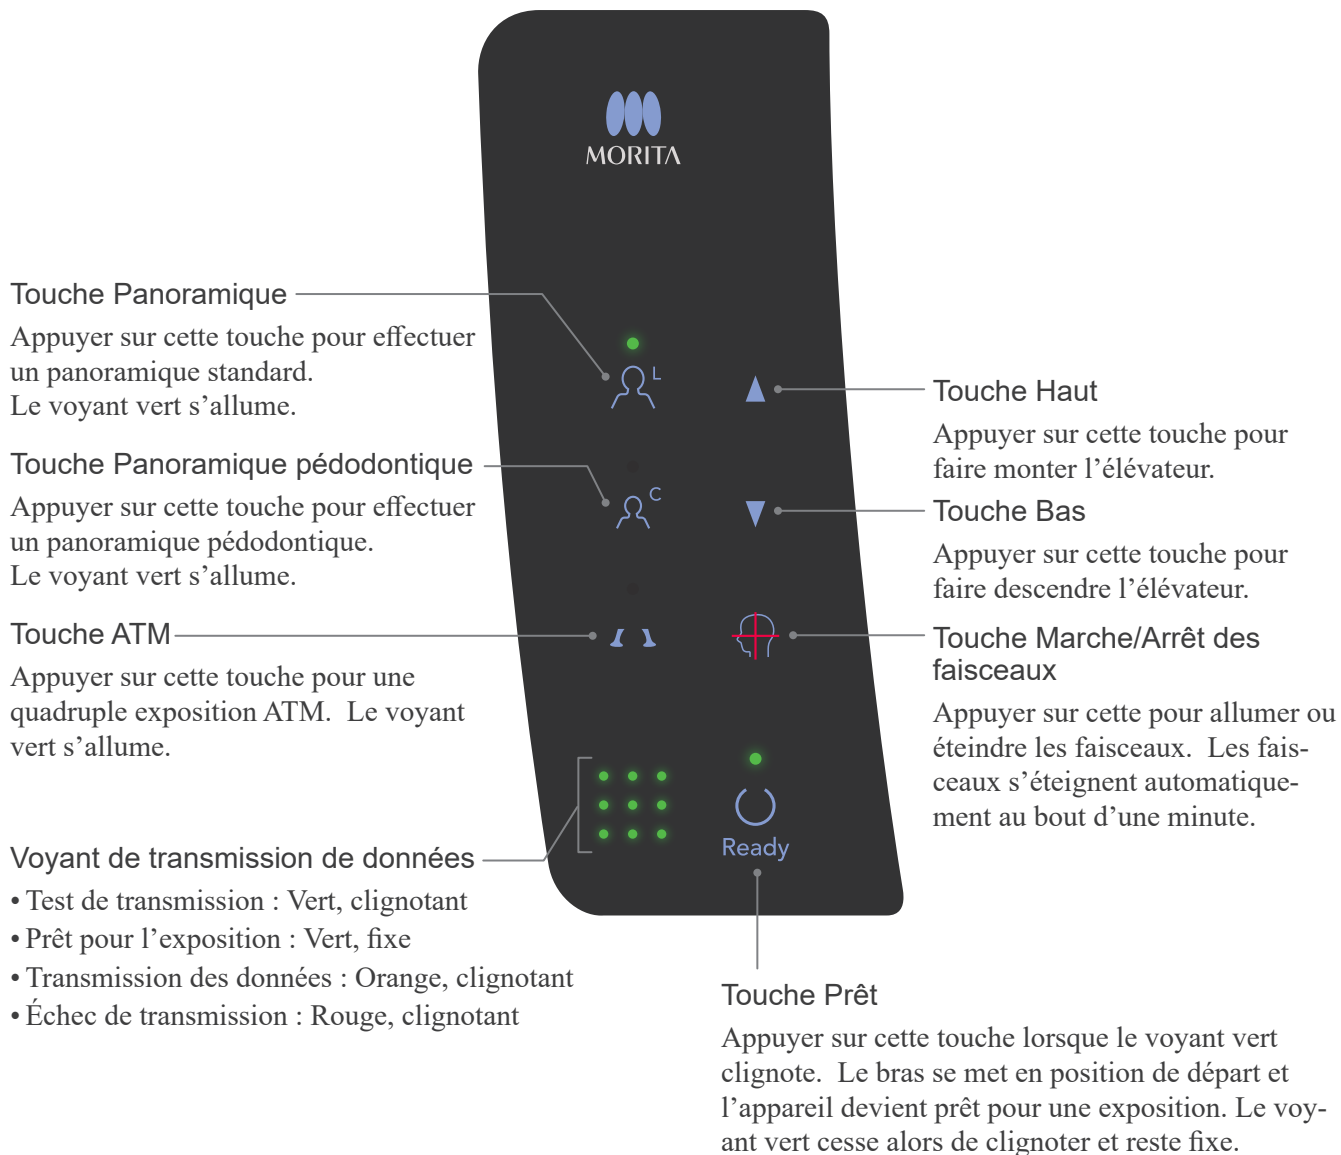 MORITA
Touche Panoramique
Appuyer sur cette touche pour effectuer
un panoramique standard.
Le voyant vert s’allume.
L
Touche Panoramique pédodontique
Appuyer sur cette touche pour effectuer
un panoramique pédodontique.
Le voyant vert s’allume.
C
Touche ATM
Appuyer sur cette touche pour une
quadruple exposition ATM.  Le voyant
vert s’allume.
Voyant de transmission de données
• Test de transmission : Vert, clignotant
• Prêt pour l’exposition : Vert, fixe
• Transmission des données : Orange, clignotant
• Échec de transmission : Rouge, clignotant
Touche Haut
Appuyer sur cette touche pour
faire monter l’élévateur.
Touche Bas
Appuyer sur cette touche pour
faire descendre l’élévateur.
Touche Marche/Arrêt des
faisceaux
Appuyer sur cette pour allumer ou
éteindre les faisceaux.  Les fais-
ceaux s’éteignent automatique-
ment au bout d’une minute.
Ready
Touche Prêt
Appuyer sur cette touche lorsque le voyant vert
clignote.  Le bras se met en position de départ et
l’appareil devient prêt pour une exposition. Le voy-
ant vert cesse alors de clignoter et reste fixe.